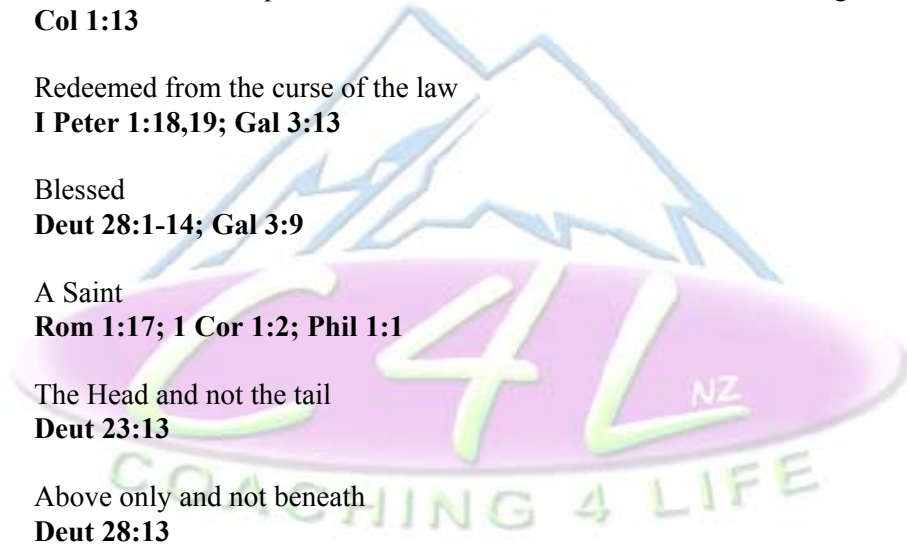 Col 1:13
Redeemed from the curse of the law
I Peter 1:18,19; Gal 3:13
Blessed
Deut 28:1-14; Gal 3:9
A Saint
Rom 1:17; 1 Cor 1:2; Phil 1:1
The Head and not the tail
Deut 23:13
Above only and not beneath
Deut 28:13
C4L NZ
COACHING 4 LIFE